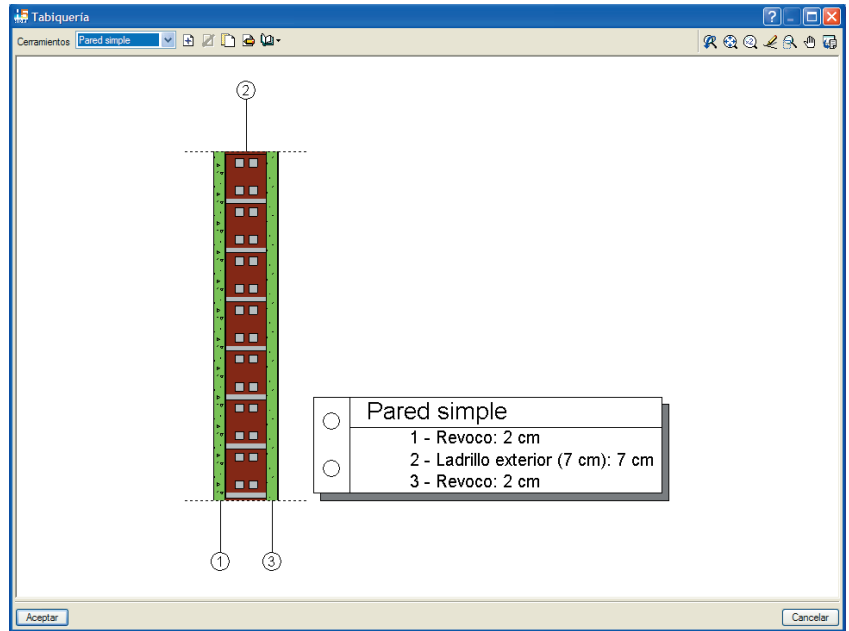 Tabiquería
Cerramientos Pared simple
2
Pared simple
1 - Revoco: 2 cm
2 - Ladrillo exterior (7 cm): 7 cm
3 - Revoco: 2 cm
1 3
Aceptar Cancelar